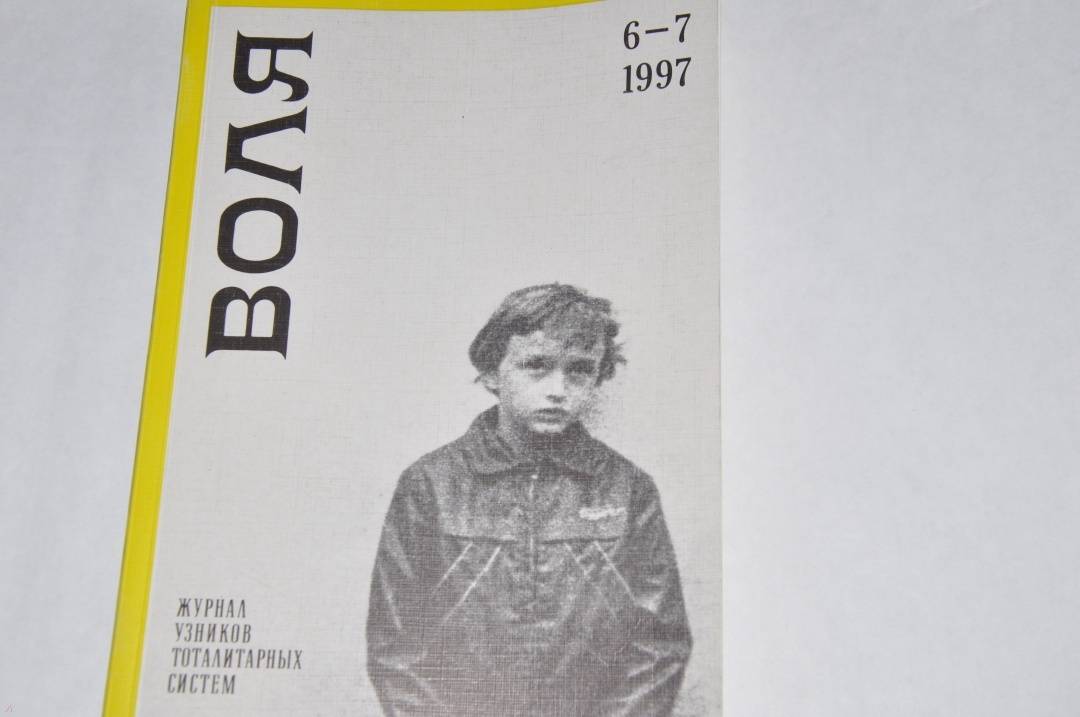 ВОЛЯ
6–7
1997
ЖУРНАЛ
УЗНИКОВ
ТОТАЛИТАРНЫХ
СИСТЕМ